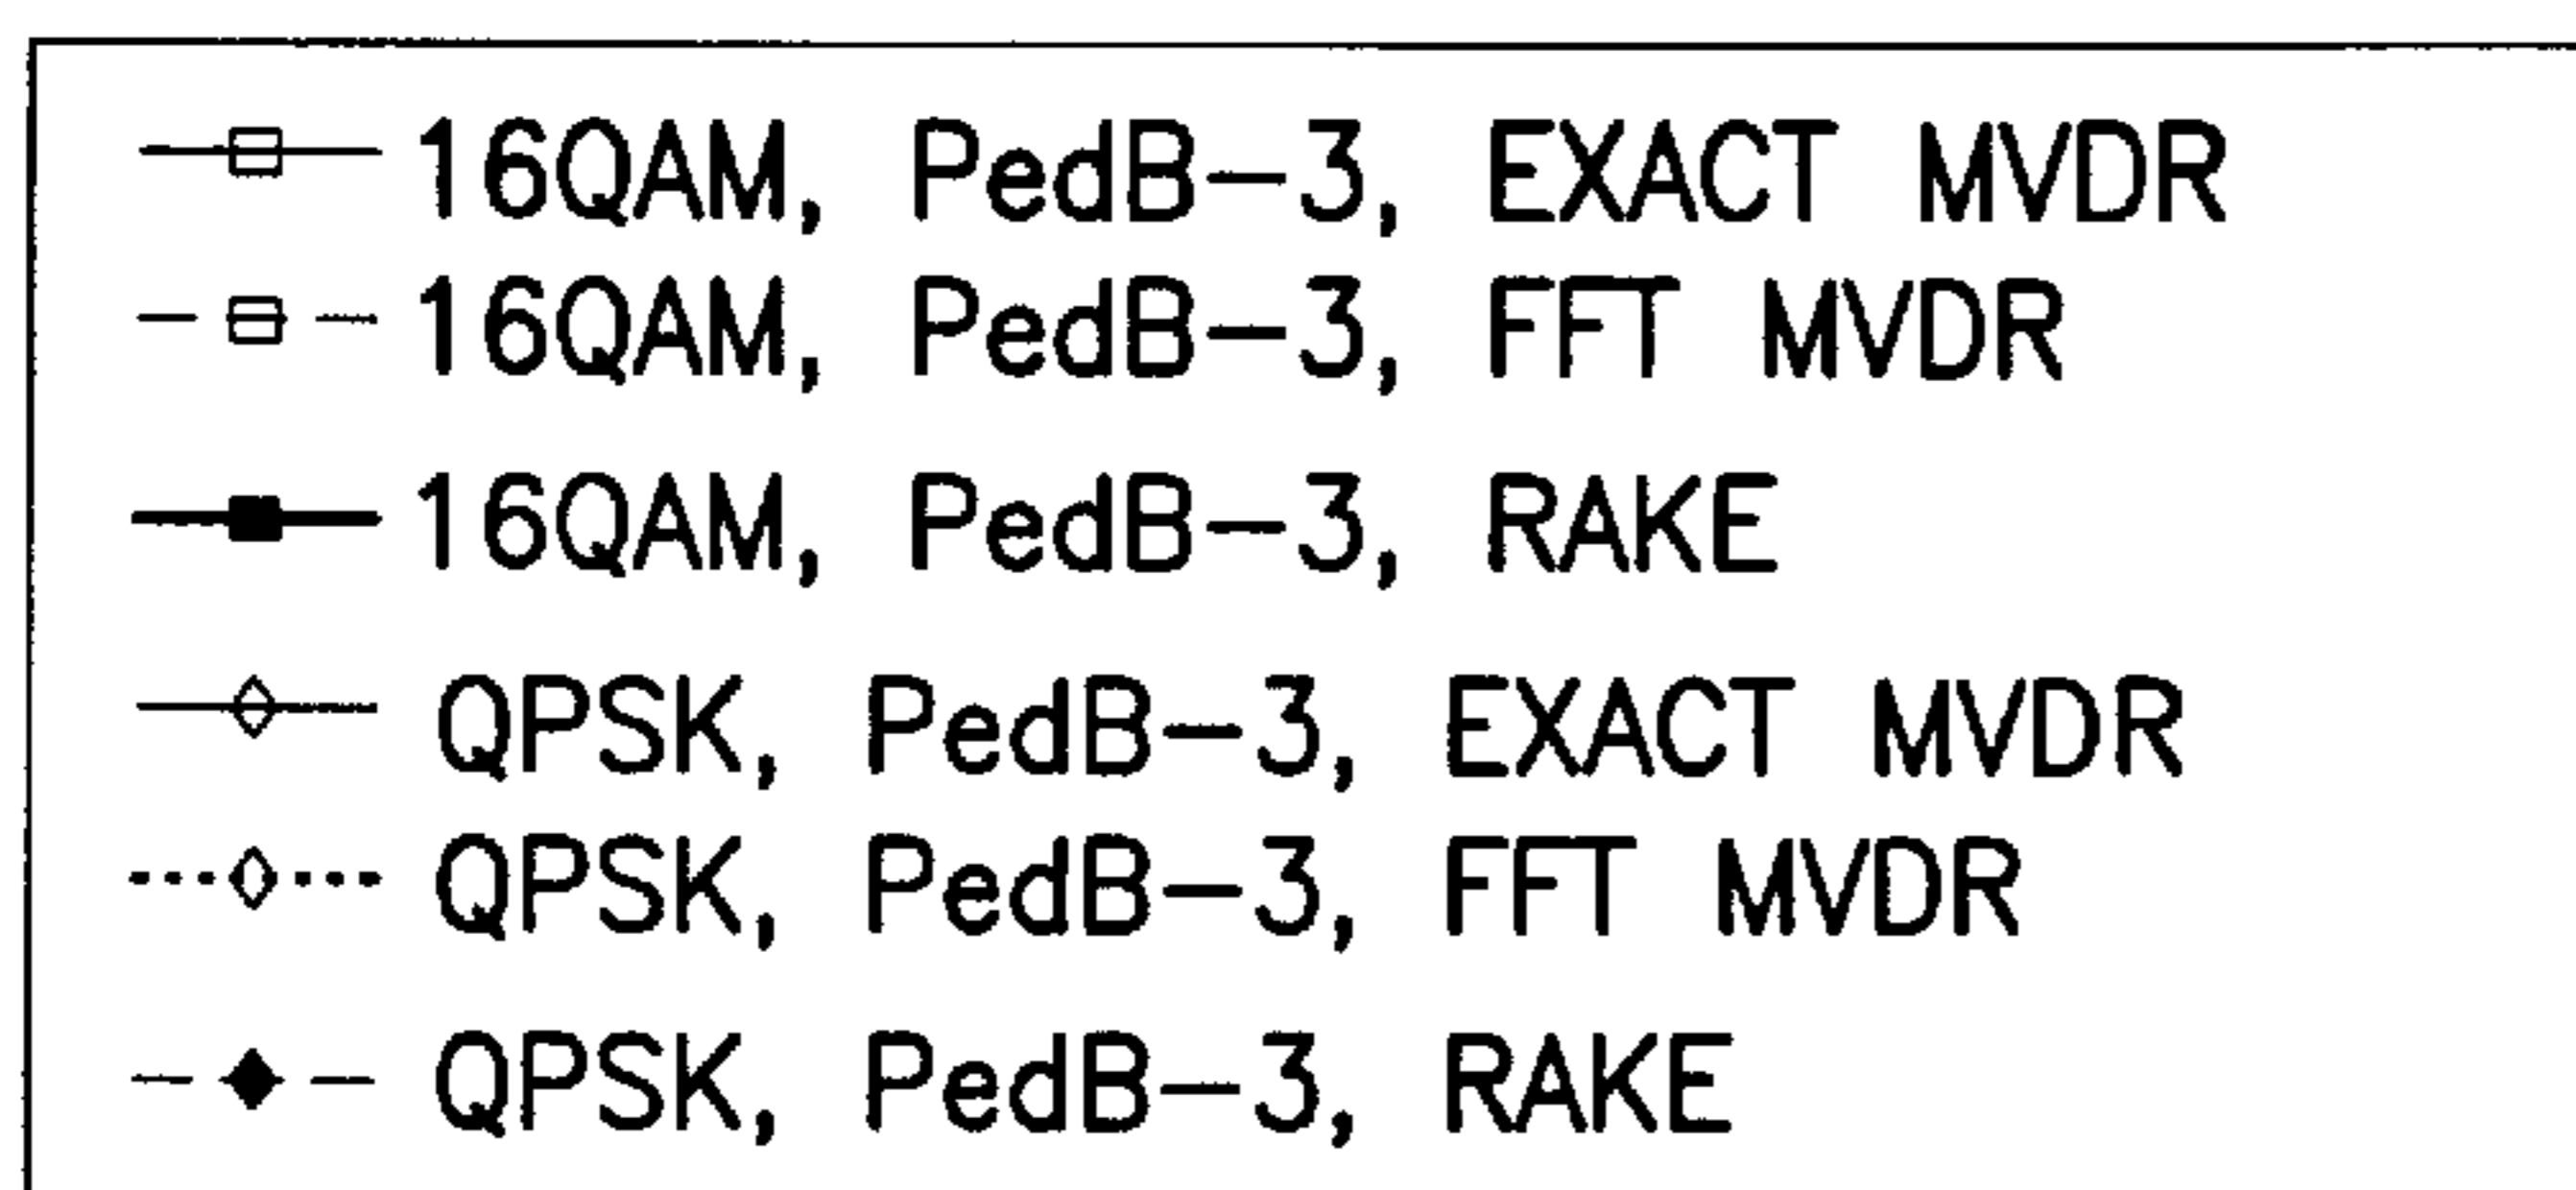 16QAM, PedB-3, EXACT MVDR
16QAM, PedB-3, FFT MVDR
16QAM, PedB-3, RAKE
QPSK, PedB-3, EXACT MVDR
QPSK, PedB-3, FFT MVDR
QPSK, PedB-3, RAKE